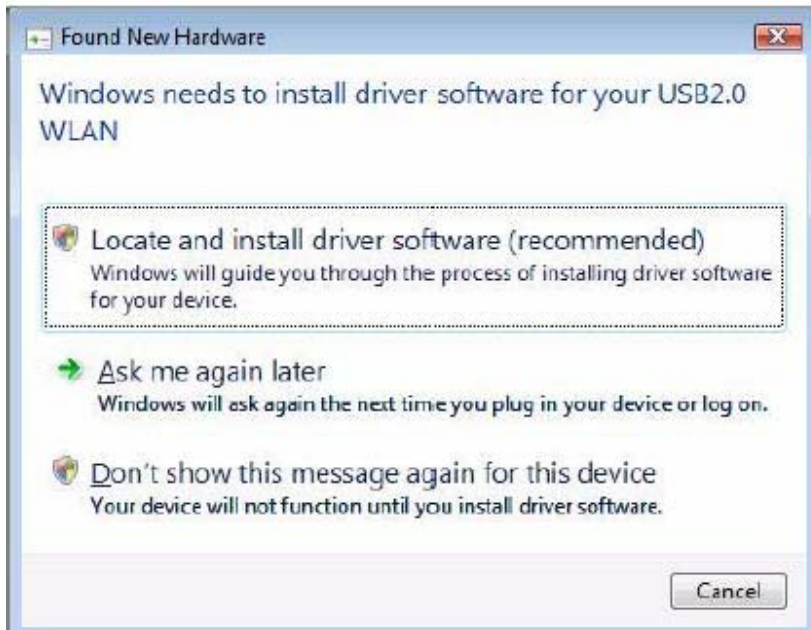 Found New Hardware
Windows needs to install driver software for your USB2.0
WLAN
Locate and install driver software (recommended)
Windows will guide you through the process of installing driver software
for your device.
Ask me again later
Windows will ask again the next time you plug in your device or log on.
Don't show this message again for this device
Your device will not function until you install driver software.
Cancel